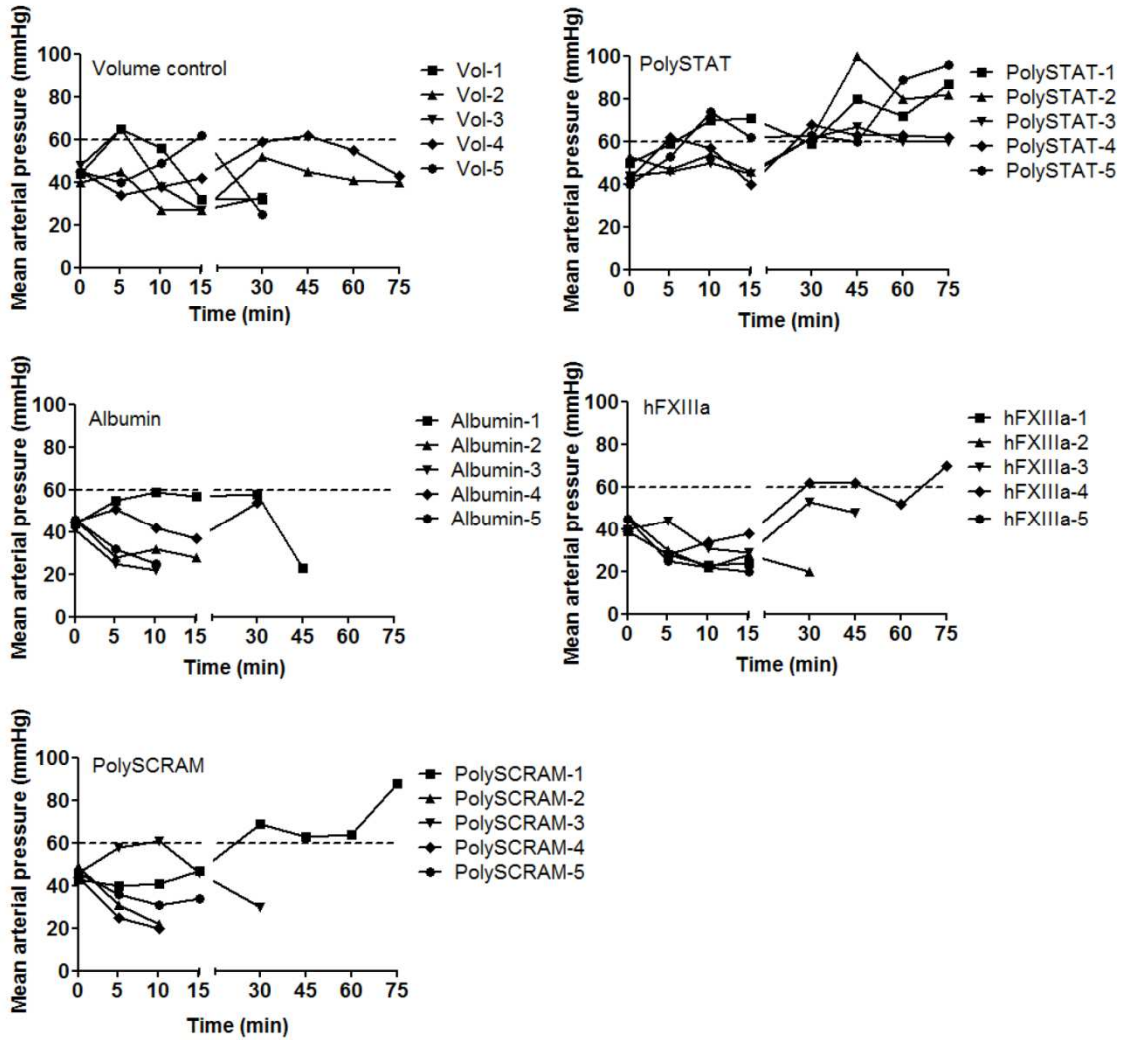 Mean arterial pressure (mmHg)
100
80
60
40
20
0
Volume control
Vol-1
Vol-2
Vol-3
Vol-4
Vol-5
0 5 10 15 30 45 60 75
Time (min)
Mean arterial pressure (mmHg)
100
80
60
40
20
0
PolySTAT
PolySTAT-1
PolySTAT-2
PolySTAT-3
PolySTAT-4
PolySTAT-5
0 5 10 15 30 45 60 75
Time (min)
Mean arterial pressure (mmHg)
100
80
60
40
20
0
Albumin
Albumin-1
Albumin-2
Albumin-3
Albumin-4
Albumin-5
0 5 10 15 30 45 60 75
Time (min)
Mean arterial pressure (mmHg)
100
80
60
40
20
0
hFXIIIa
hFXIIIa-1
hFXIIIa-2
hFXIIIa-3
hFXIIIa-4
hFXIIIa-5
0 5 10 15 30 45 60 75
Time (min)
Mean arterial pressure (mmHg)
100
80
60
40
20
0
PolySCRAM
PolySCRAM-1
PolySCRAM-2
PolySCRAM-3
PolySCRAM-4
PolySCRAM-5
0 5 10 15 30 45 60 75
Time (min)